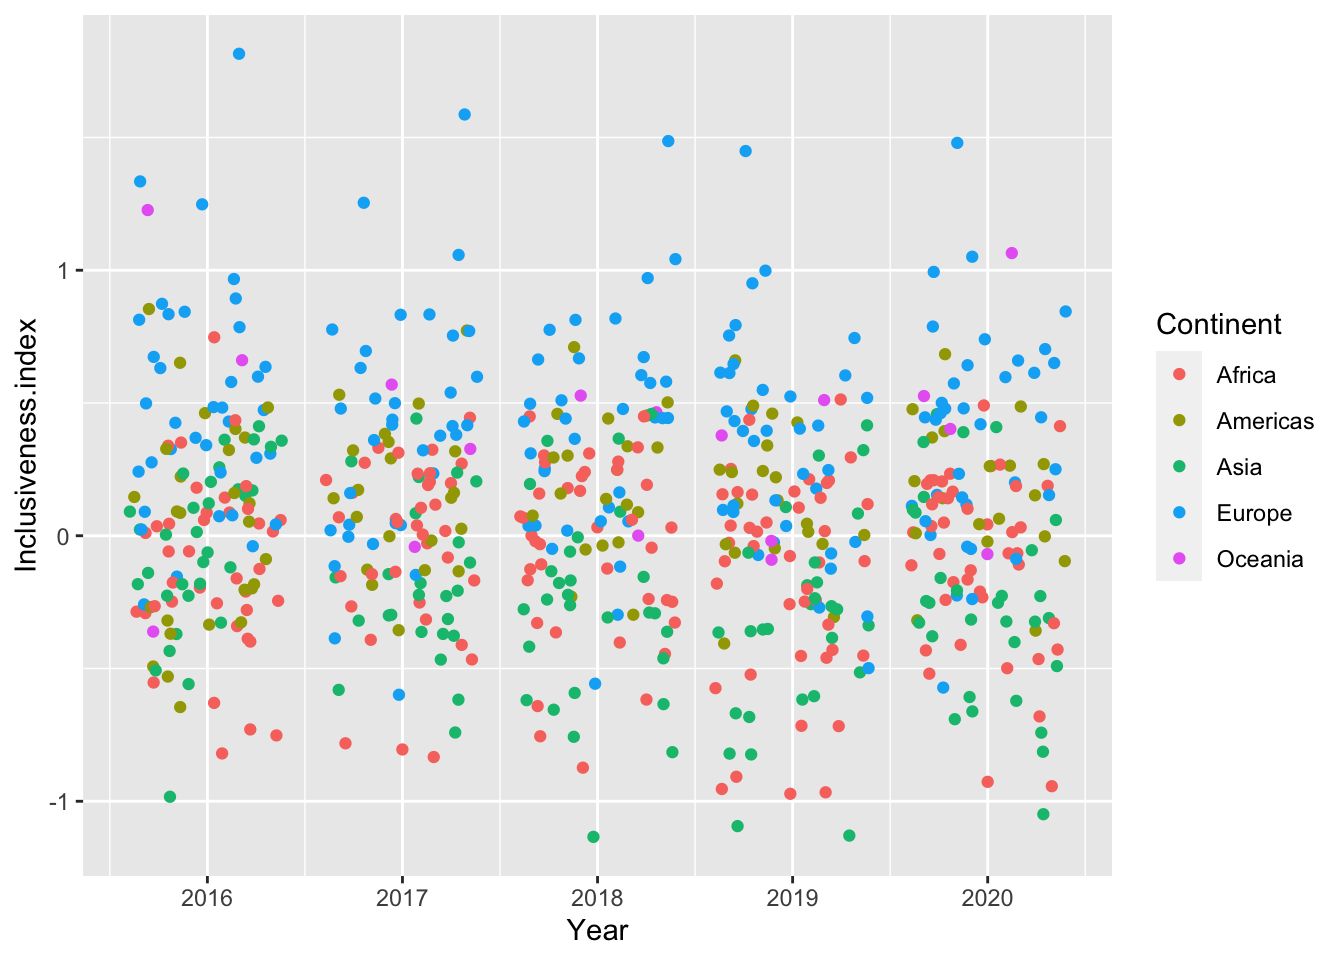 Inclusiveness.index
1
0
-1
2016
2017
2018
2019
2020
Year
Continent
Africa
Americas
Asia
Europe
Oceania